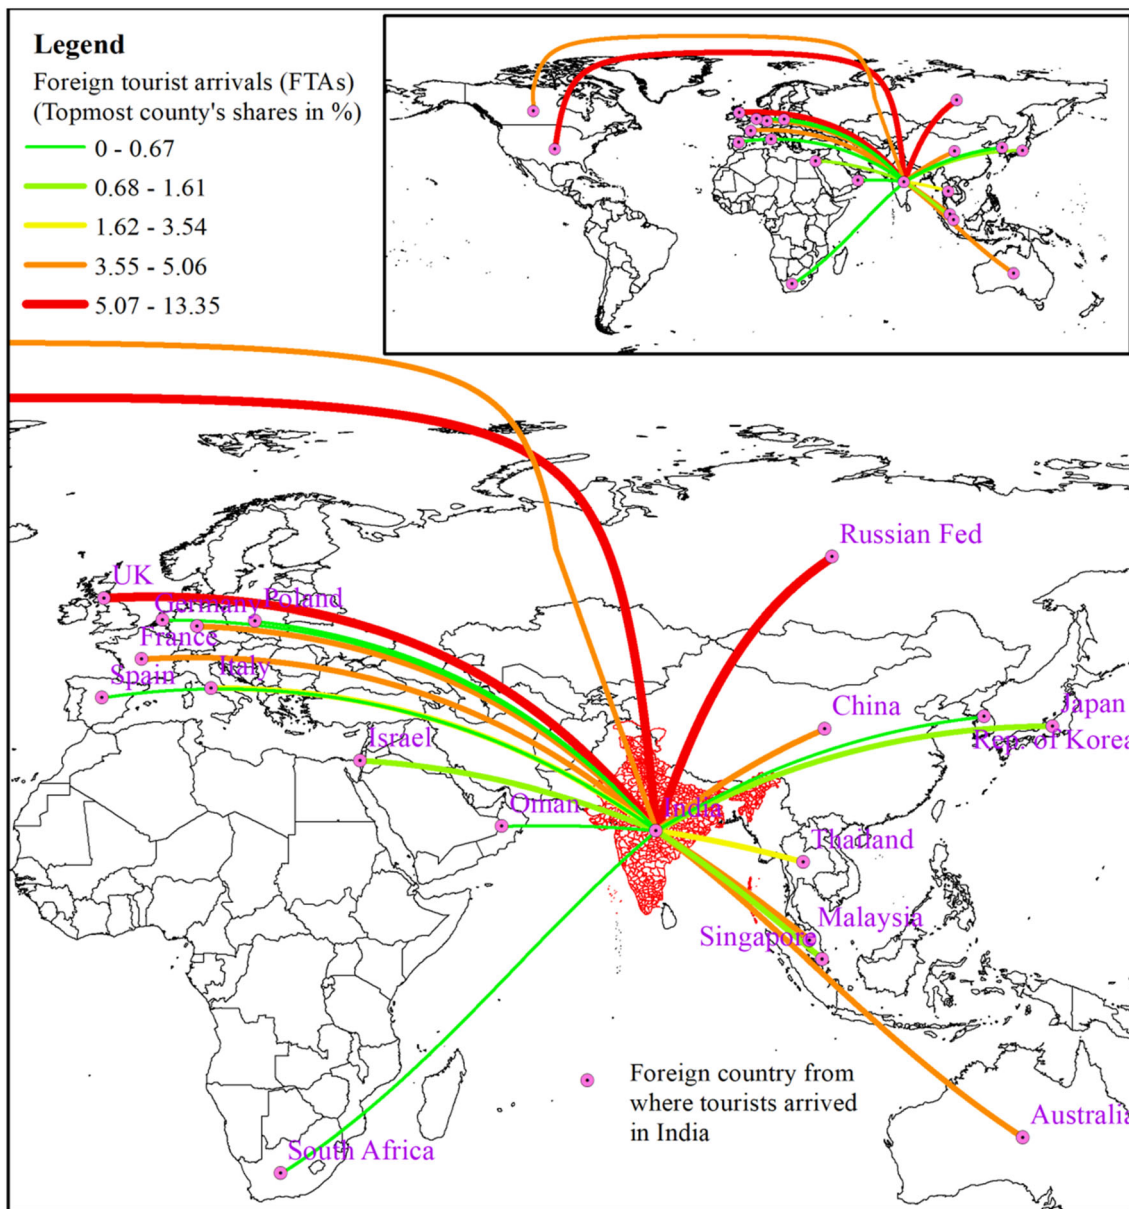 Legend
Foreign tourist arrivals (FTAs)
(Topmost county's shares in %)
0 - 0.67
0.68 - 1.61
1.62 - 3.54
3.55 - 5.06
5.07 - 13.35
Russian Fed
UK
Germany
Poland
France
Spain
Italy
China
Japan
Israel
Rep. of Korea
Oman
India
Thailand
Malaysia
Singapore
Foreign country from
where tourists arrived
in India
Australia
South Africa